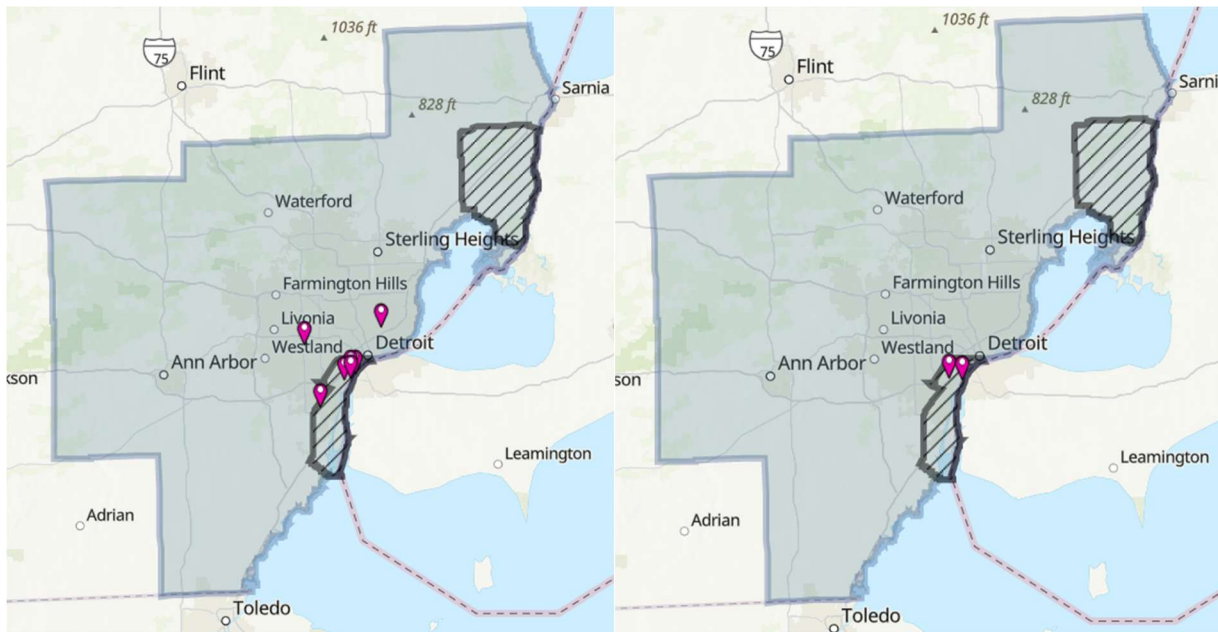 1036 ft
75
Flint
Sarnia
828 ft
Waterford
Sterling Heights
Farmington Hills
Livonia
Westland
Detroit
Ann Arbor
kson
Leamington
Adrian
Toledo
1036 ft
75
Flint
Sarni
828 ft
Waterford
Sterling Heights
Farmington Hills
Livonia
Westland
Detroit
Ann Arbor
son
Leamington
Adrian
Toledo